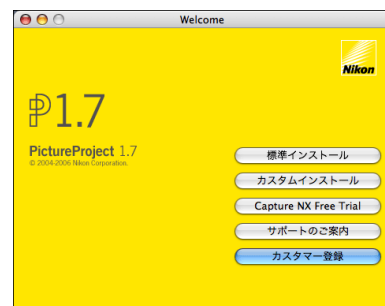 Welcome
Nikon
P1.7
PictureProject 1.7
© 2004-2006 Nikon Corporation.
標準インストール
カスタムインストール
Capture NX Free Trial
サポートのご案内
カスタマー登録